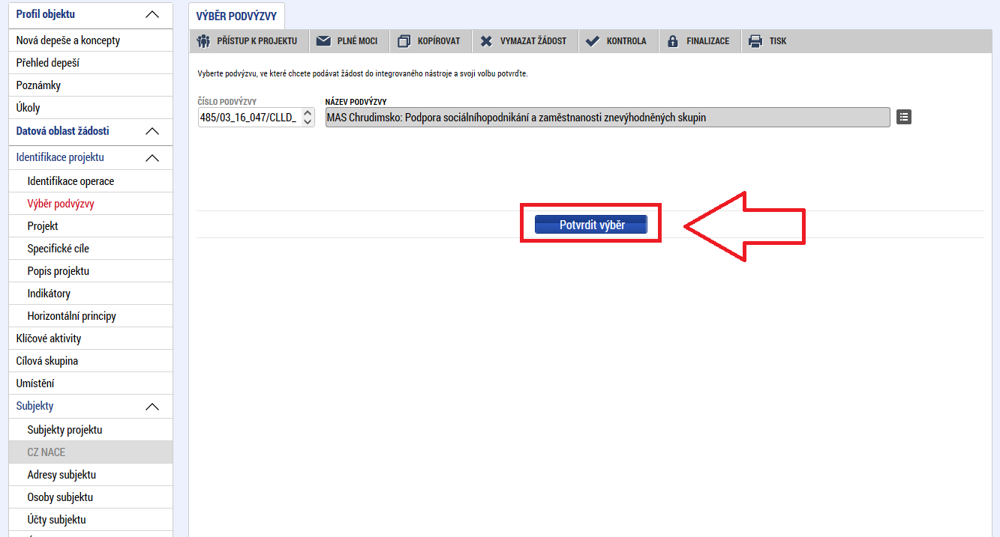 Profil objektu
Nová depeše a koncepty
Přehled depeší
Poznámky
Úkoly
Datová oblast žádosti
Identifikace projektu
Identifikace operace
Výběr podvýzvy
Projekt
Specifické cíle
Popis projektu
Indikátory
Horizontální principy
Klíčové aktivity
Cílová skupina
Umístění
Subjekty
Subjekty projektu
CZ NACE
Adresy subjektu
Osoby subjektu
Účty subjektu
VÝBĚR PODVÝZVY
PŘÍSTUP K PROJEKTU PLNÉ MOCI KOPÍROVAT VYMAZAT ŽÁDOST KONTROLA FINALIZACE TISK
Vyberte podvýzvu, ve které chcete podávat žádost do integrovaného nástroje a svoji volbu potvrďte.
ČÍSLO PODVÝZVY NÁZEV PODVÝZVY
485/03_16_047/CLLD_ MAS Chrudimsko: Podpora sociálníhopodnikání a zaměstnanosti znevýhodněných skupin
Potvrdit výběr